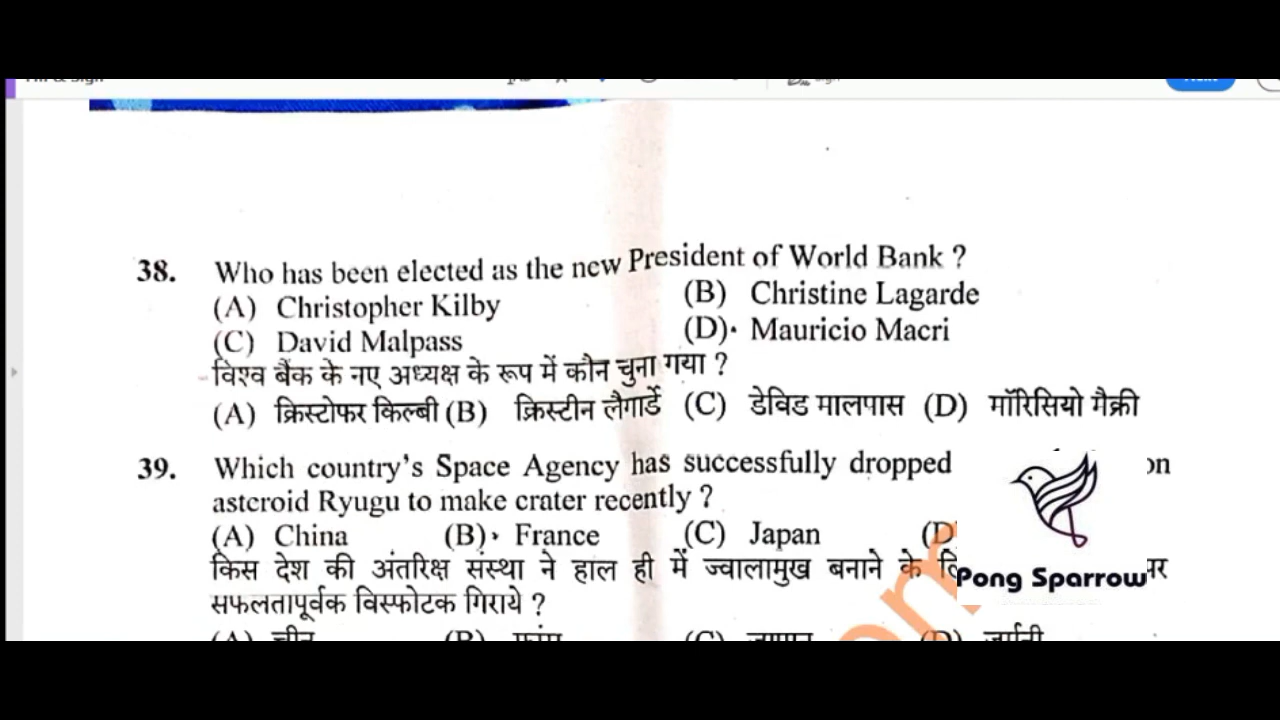 38. Who has been elected as the new President of World Bank ?
(A) Christopher Kilby (B) Christine Lagarde
(C) David Malpass (D) Mauricio Macri
विश्व बैंक के नए अध्यक्ष के रूप में कौन चुना गया ?
(A) क्रिस्टोफर किल्बी (B) क्रिस्टीन लैगार्डे (C) डेविड मालपास (D) मॉरिसियो मैक्री
39. Which country's Space Agency has successfully dropped on
asteroid Ryugu to make crater recently ?
(A) China (B) France (C) Japan (D
किस देश की अंतरिक्ष संस्था ने हाल ही में ज्वालामुख बनाने के
Pong Sparrow
सफलतापूर्वक विस्फोटक गिराये ?
(A) चीन (B) फ्रांस (C) जापान (D) जर्मनी